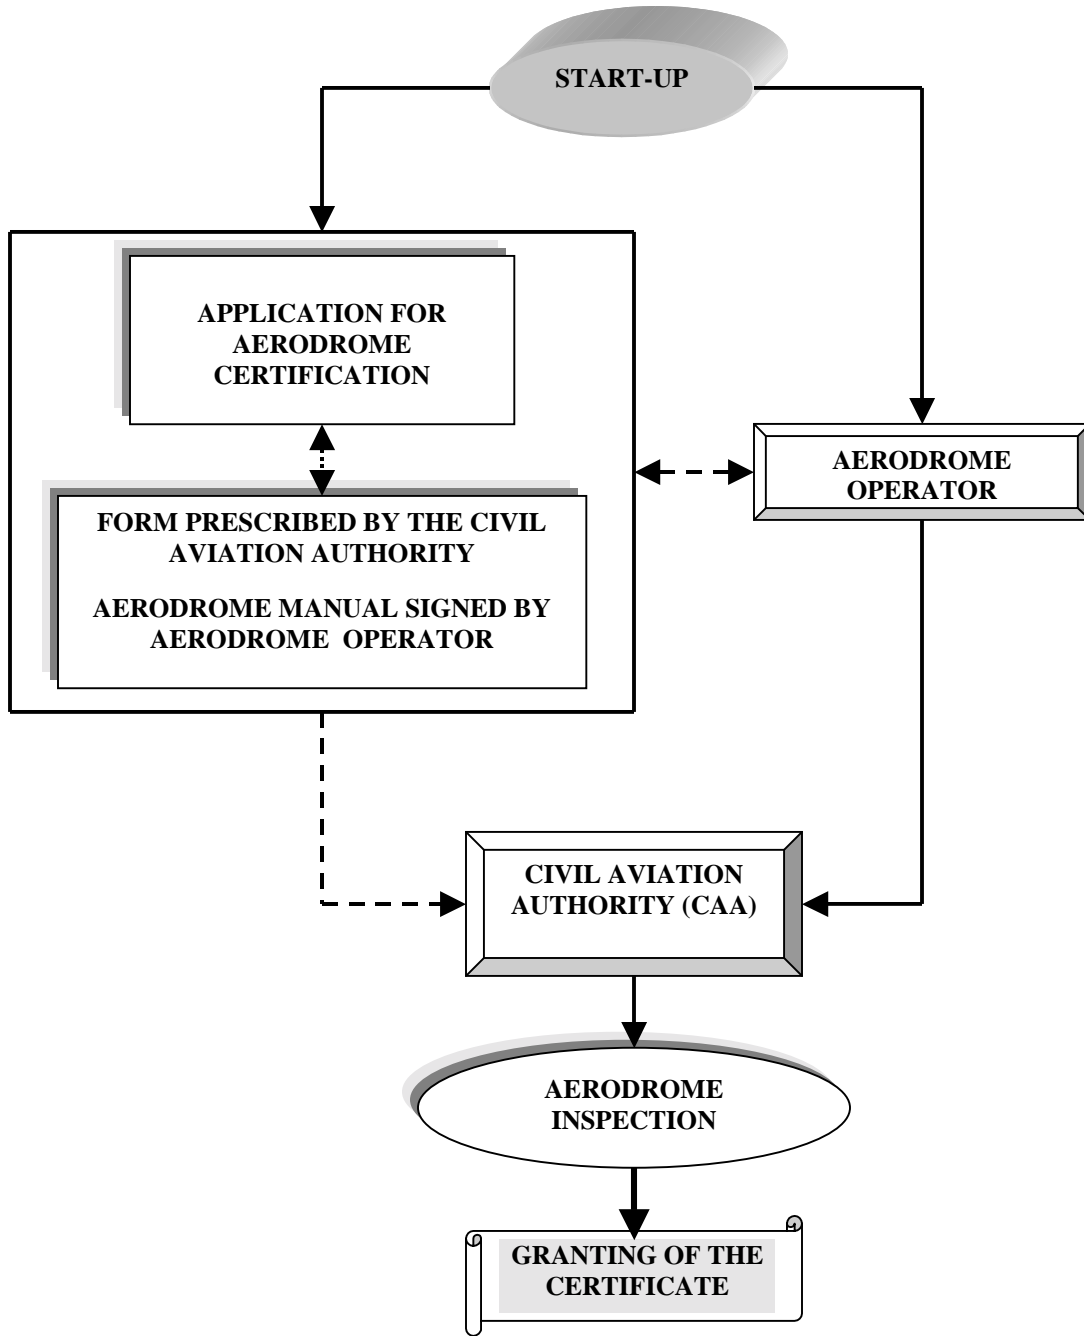 START-UP
APPLICATION FOR
AERODROME
CERTIFICATION
FORM PRESCRIBED BY THE CIVIL
AVIATION AUTHORITY
AERODROME MANUAL SIGNED BY
AERODROME OPERATOR
AERODROME
OPERATOR
CIVIL AVIATION
AUTHORITY (CAA)
AERODROME
INSPECTION
GRANTING OF THE
CERTIFICATE